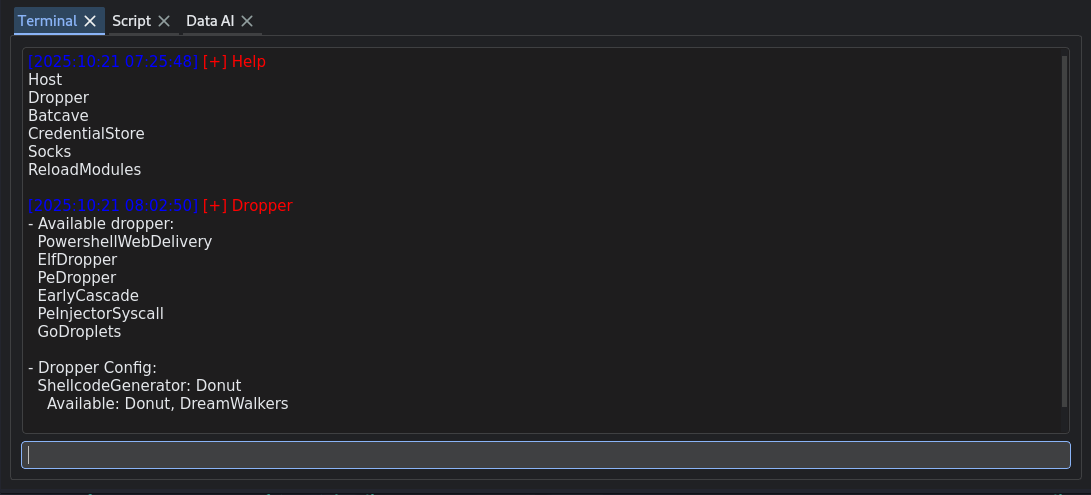 Terminal Script Data AI
[2025:10:21 07:25:48] [+] Help
Host
Dropper
Batcave
CredentialStore
Socks
ReloadModules
[2025:10:21 08:02:50] [+] Dropper
- Available dropper:
PowershellWebDelivery
ElfDropper
PeDropper
EarlyCascade
PeInjectorSyscall
GoDroplets
- Dropper Config:
ShellcodeGenerator: Donut
Available: Donut, DreamWalkers